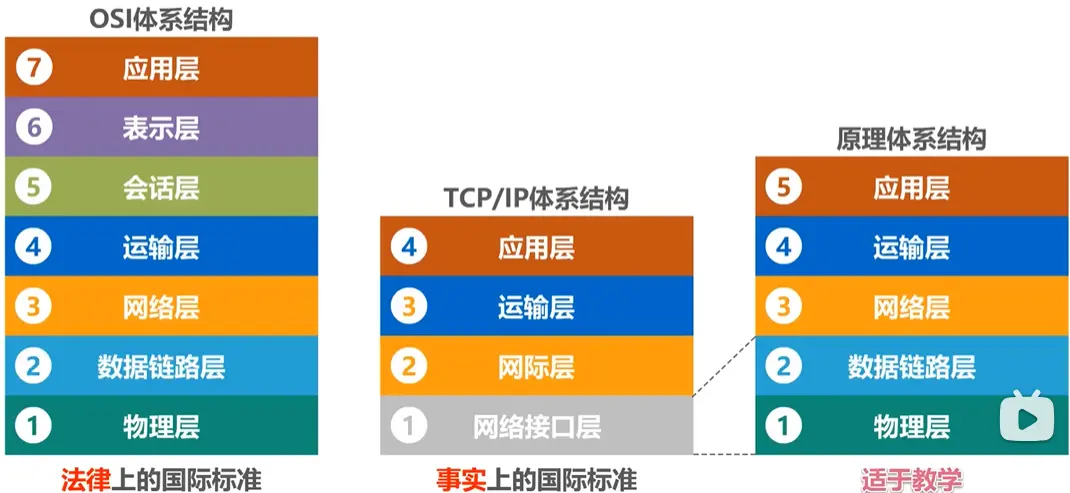 OSI体系结构
7 应用层
6 表示层
5 会话层
4 运输层
3 网络层
2 数据链路层
1 物理层
法律上的国际标准
TCP/IP体系结构
4 应用层
3 运输层
2 网际层
1 网络接口层
事实上的国际标准
原理体系结构
5 应用层
4 运输层
3 网络层
2 数据链路层
1 物理层
适于教学